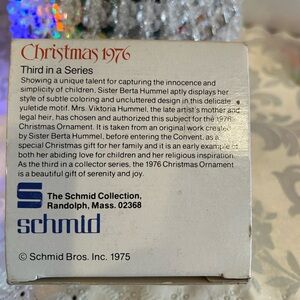 Christmas 1976
Third in a Series
Showing a unique talent for capturing the innocence and
simplicity of children, Sister Berta Hummel aptly displays her
style of subtle coloring and uncluttered design in this delicate
yuletide motif. Mrs. Viktoria Hummel, the late artist's mother and
legal heir, has chosen and authorized this subject for the 1976
Christmas Ornament. It is taken from an original work created
by Sister Berta Hummel, before entering the Convent, as a
special Christmas gift for her family and it is an early example of
both her abiding love for children and her religious inspiration.
As the third in a collector series, the 1976 Christmas Ornament
is a beautiful gift of serenity and joy.
The Schmid Collection,
Randolph, Mass. 02368
schmid
© Schmid Bros. Inc. 1975